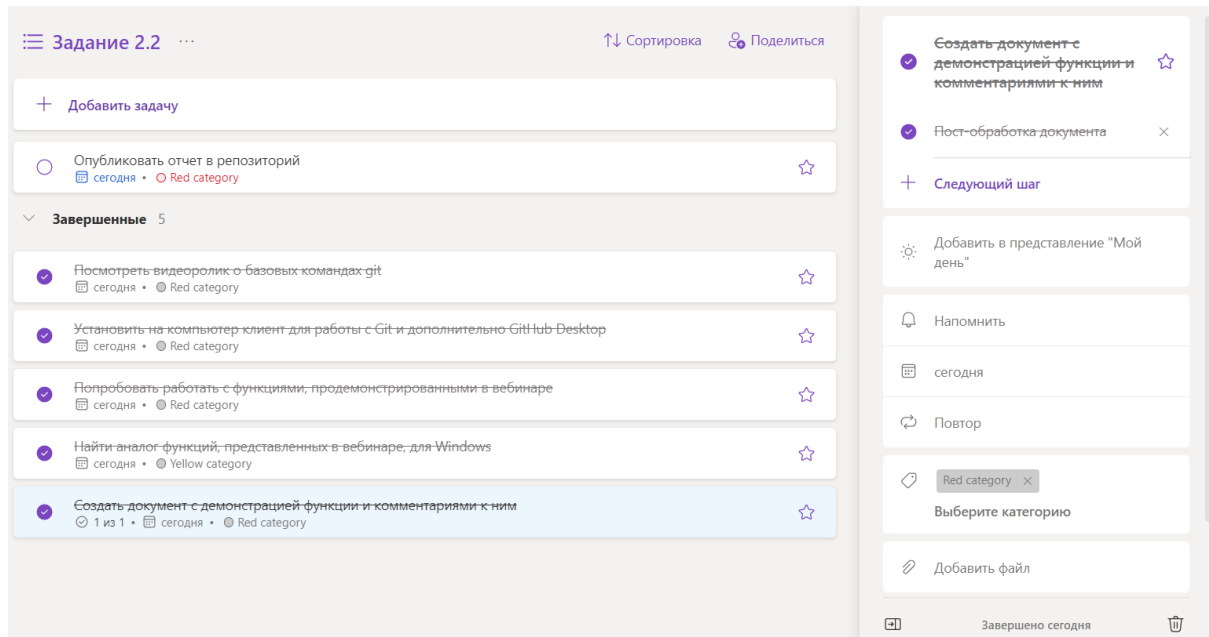 Задание 2.2 ...
Сортировка
Поделиться
Добавить задачу
Опубликовать отчет в репозиторий
сегодня • Red category
Завершенные 5
Посмотреть видеоролик о базовых командах git
сегодня • Red category
Установить на компьютер клиент для работы с Git и дополнительно GitHub Desktop
сегодня • Red category
Попробовать работать с функциями, продемонстрированными в вебинаре
сегодня • Red category
Найти аналог функций, представленных в вебинаре, для Windows
сегодня • Yellow category
Создать документ с демонстрацией функции и комментариями к ним
1 из 1 • сегодня • Red category
Создать документ с
демонстрацией функции и
комментариями к ним
Пост-обработка документа
Следующий шаг
Добавить в представление "Мой
день"
Напомнить
сегодня
Повтор
Red category
Выберите категорию
Добавить файл
Завершено сегодня